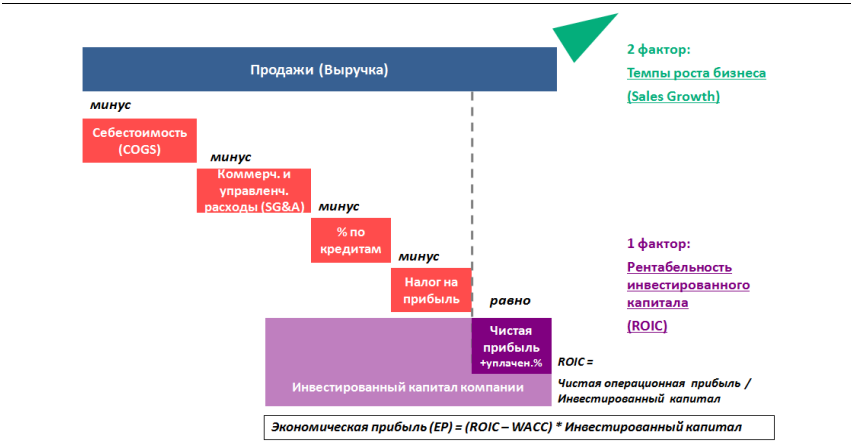 2 фактор:
Темпы роста бизнеса
(Sales Growth)
Продажи (Выручка)
минус
Себестоимость
(COGS)
минус
Коммерч. и
управленч.
расходы (SG&A)
минус
% по
кредитам
минус
Налог на
прибыль
1 фактор:
Рентабельность
инвестированного
капитала
(ROIC)
равно
Чистая
прибыль
+уплачен.%
Инвестированный капитал компании
ROIC =
Чистая операционная прибыль /
Инвестированный капитал
Экономическая прибыль (EP) = (ROIC – WACC) * Инвестированный капитал